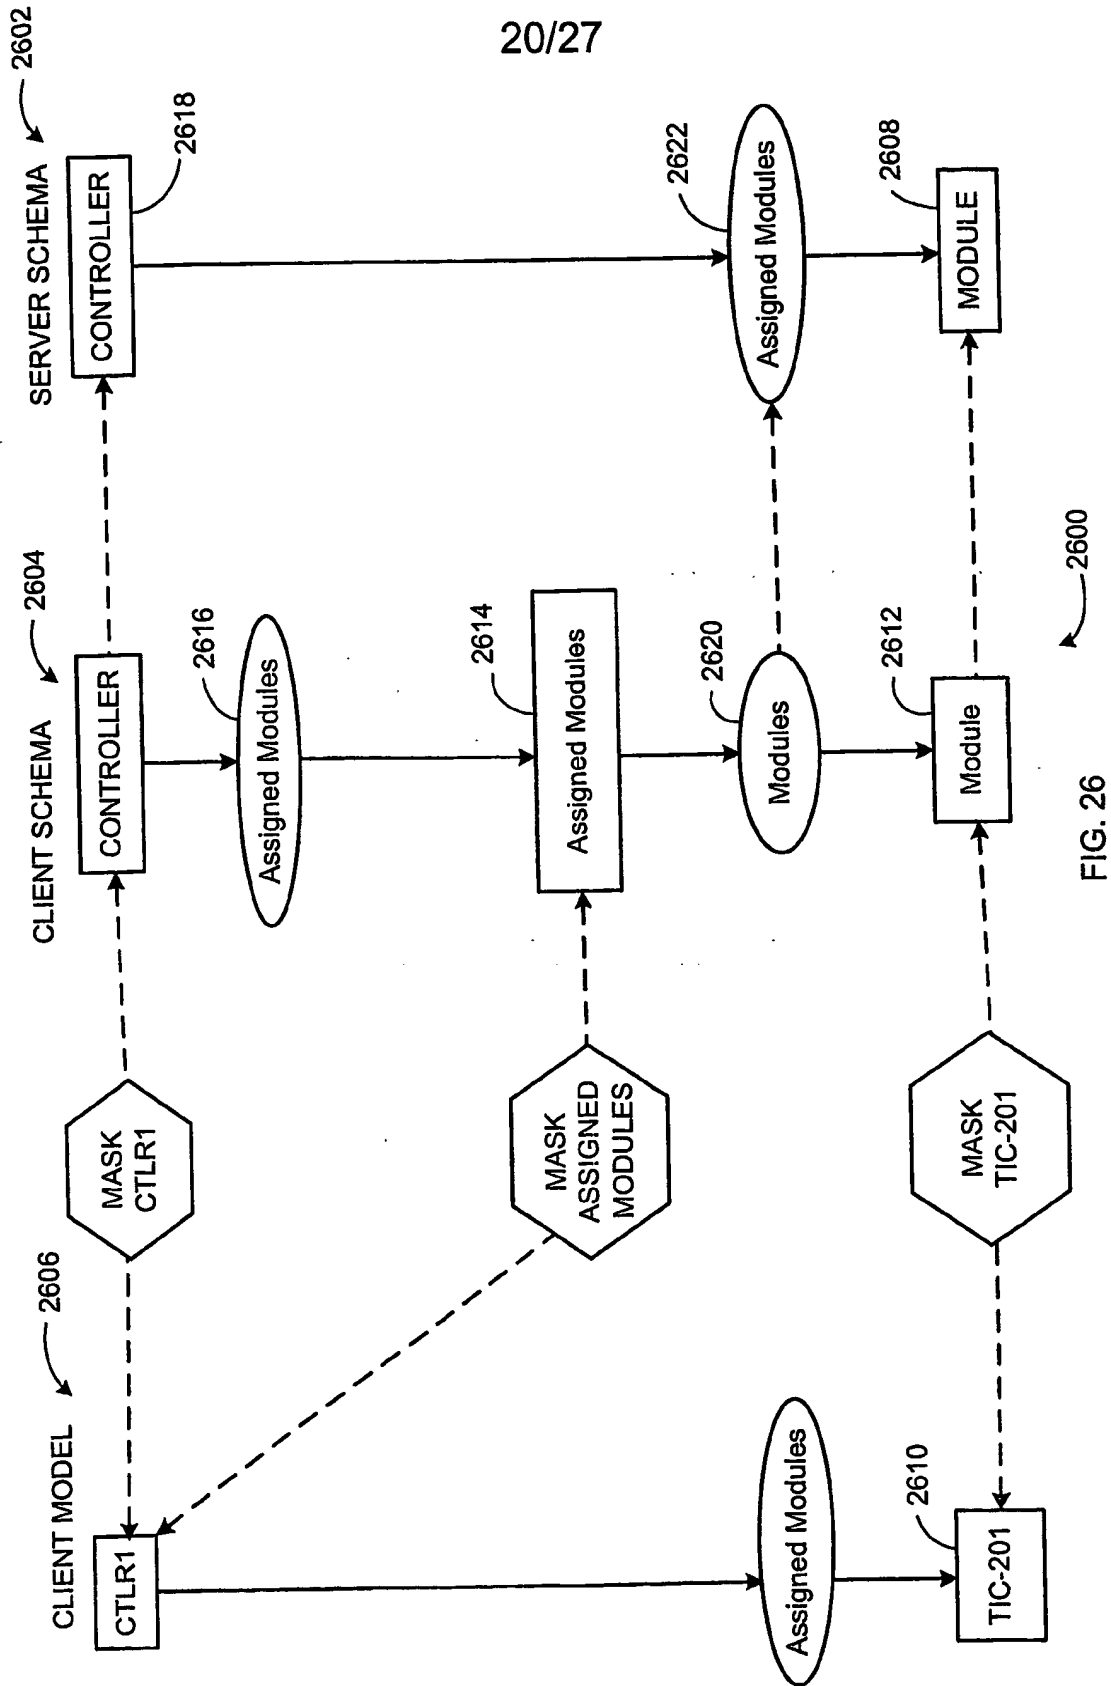 20/27
CLIENT MODEL
2606
CLIENT SCHEMA
2604
SERVER SCHEMA
2602
CTLR1
MASK
CTLR1
CONTROLLER
CONTROLLER
2618
Assigned Modules
2616
MASK
ASSIGNED
MODULES
Assigned Modules
2614
Assigned Modules
Modules
2620
Assigned Modules
2622
TIC-201
2610
MASK
TIC-201
Module
2612
MODULE
2608
2600
FIG. 26